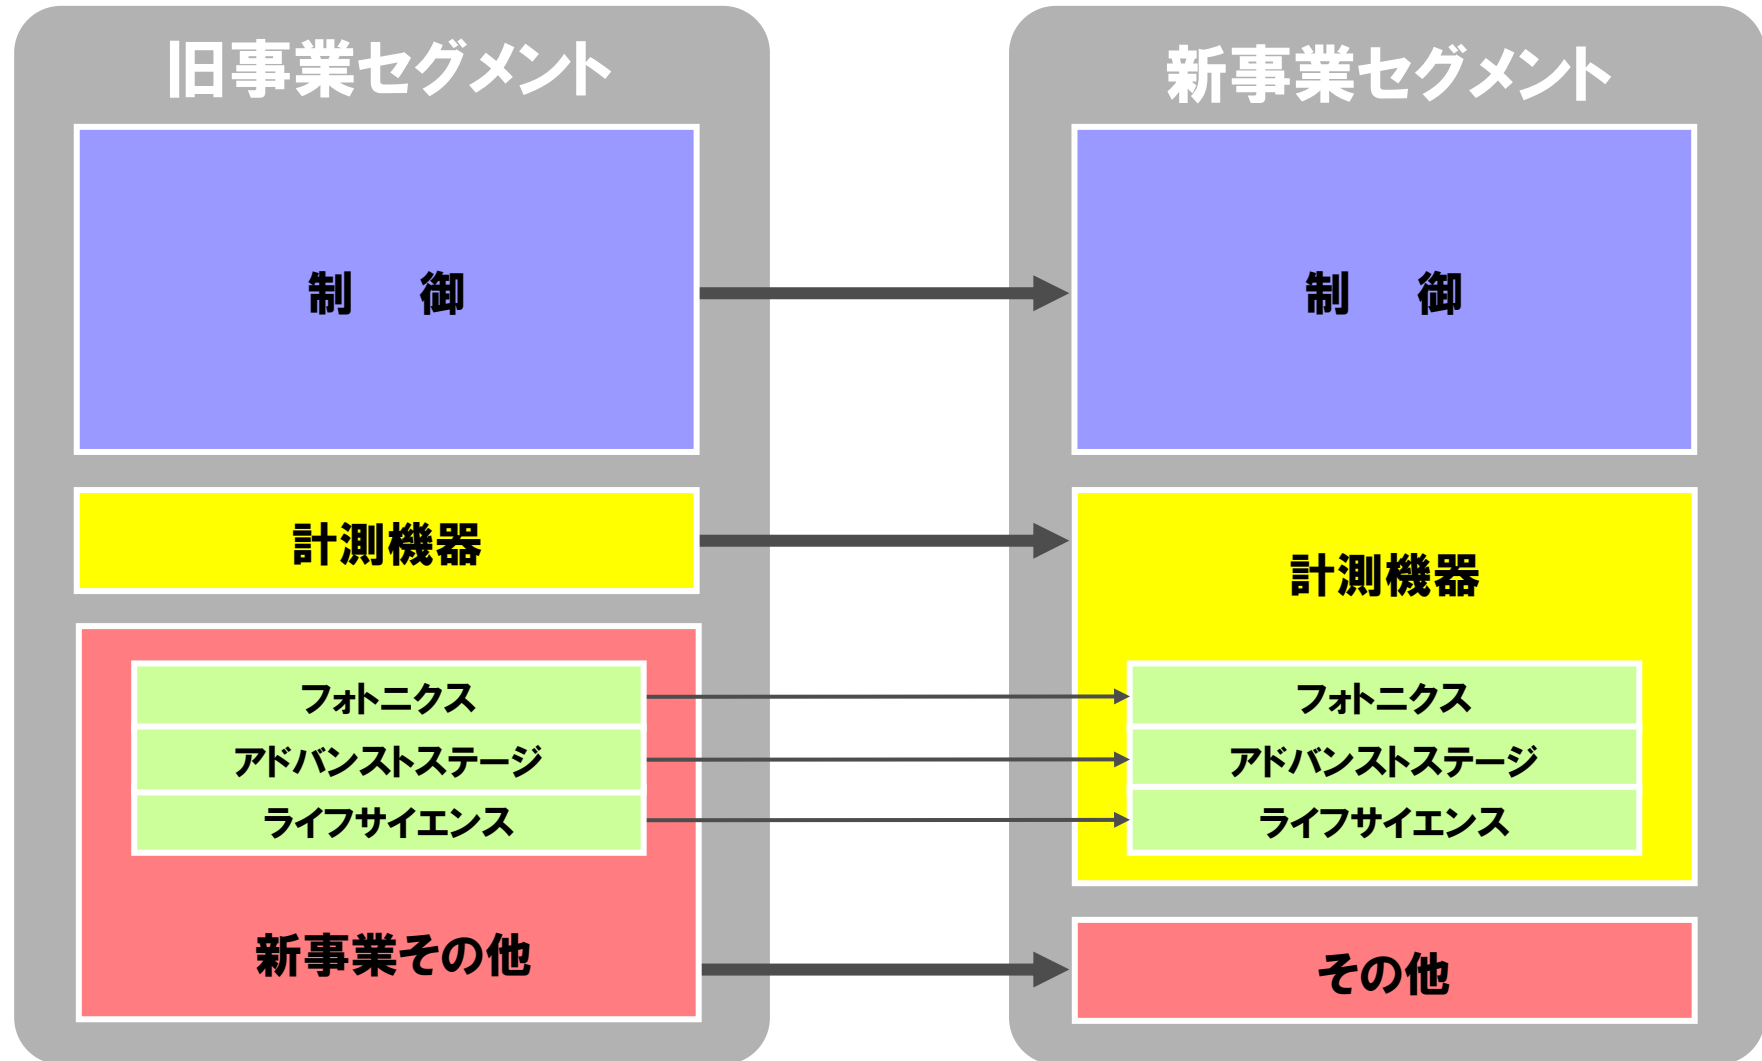 旧事業セグメント
制　御
計測機器
フォトニクス
アドバンストステージ
ライフサイエンス
新事業その他
新事業セグメント
制　御
計測機器
フォトニクス
アドバンストステージ
ライフサイエンス
その他